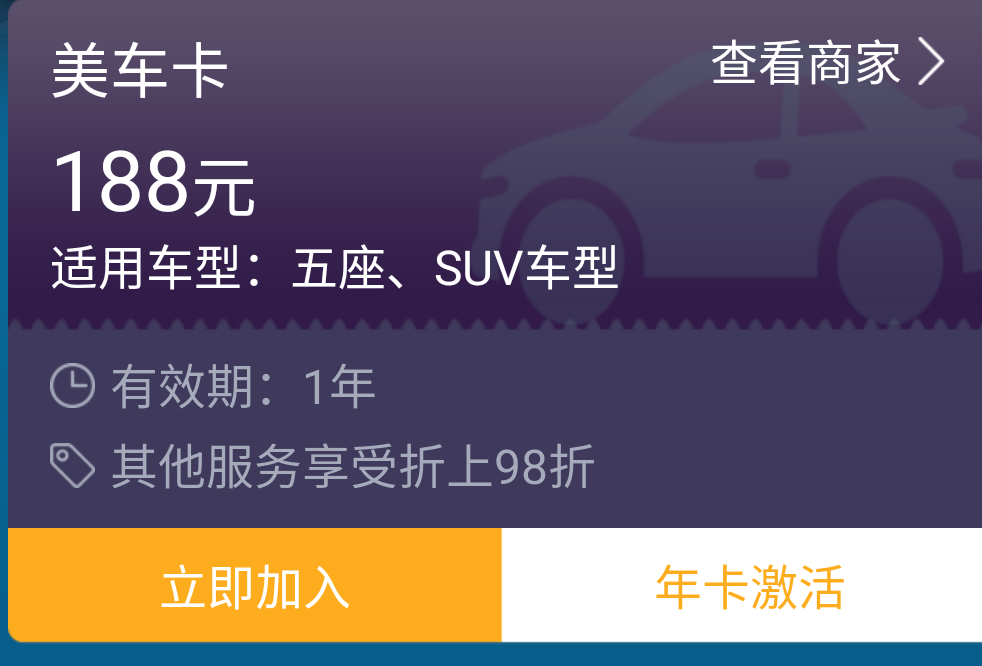 美车卡
查看商家
188元
适用车型：五座、SUV车型
有效期：1年
其他服务享受折上98折
立即加入
年卡激活